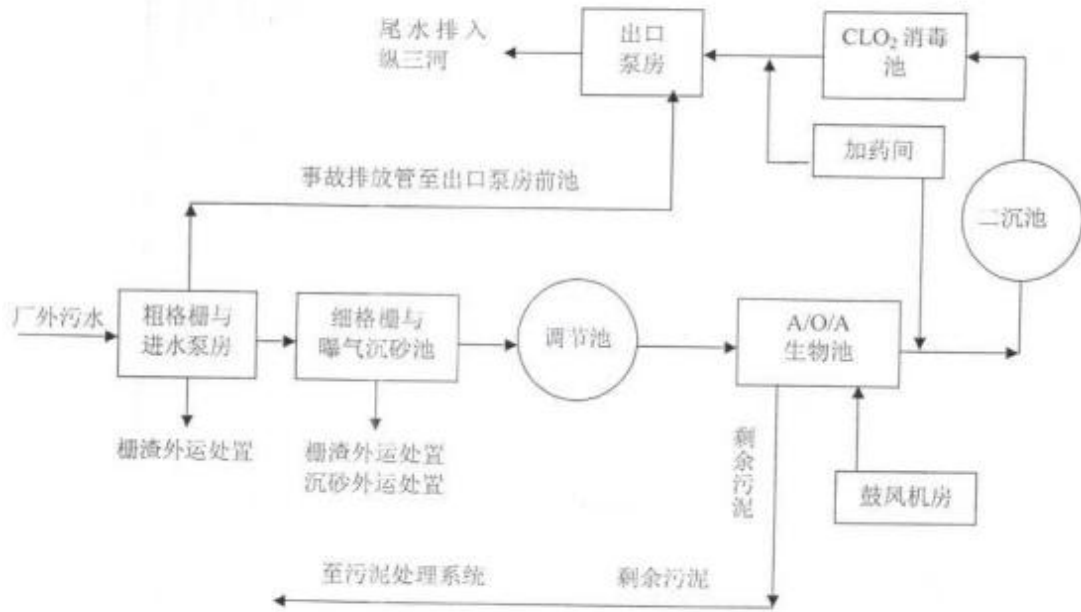 尾水排入
纵三河
出口
泵房
CLO₂消毒
池
加药间
事故排放管至出口泵房前池
二沉池
厂外污水
粗格栅与
进水泵房
细格栅与
曝气沉砂池
调节池
A/O/A
生物池
栅渣外运处置
栅渣外运处置
沉砂外运处置
剩余污泥
鼓风机房
至污泥处理系统
剩余污泥